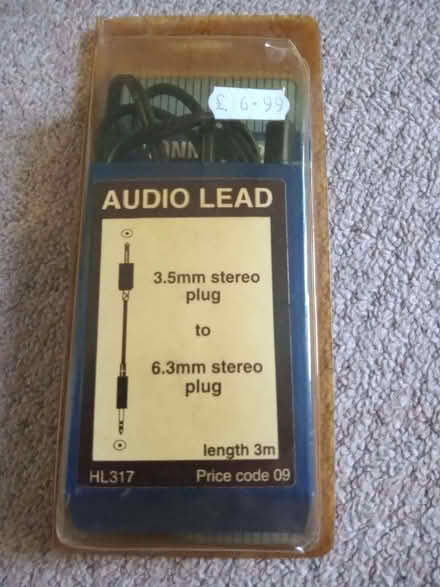 £ 6.99
AUDIO LEAD
3.5mm stereo
plug
to
6.3mm stereo
plug
length 3m
HL317 Price code 09